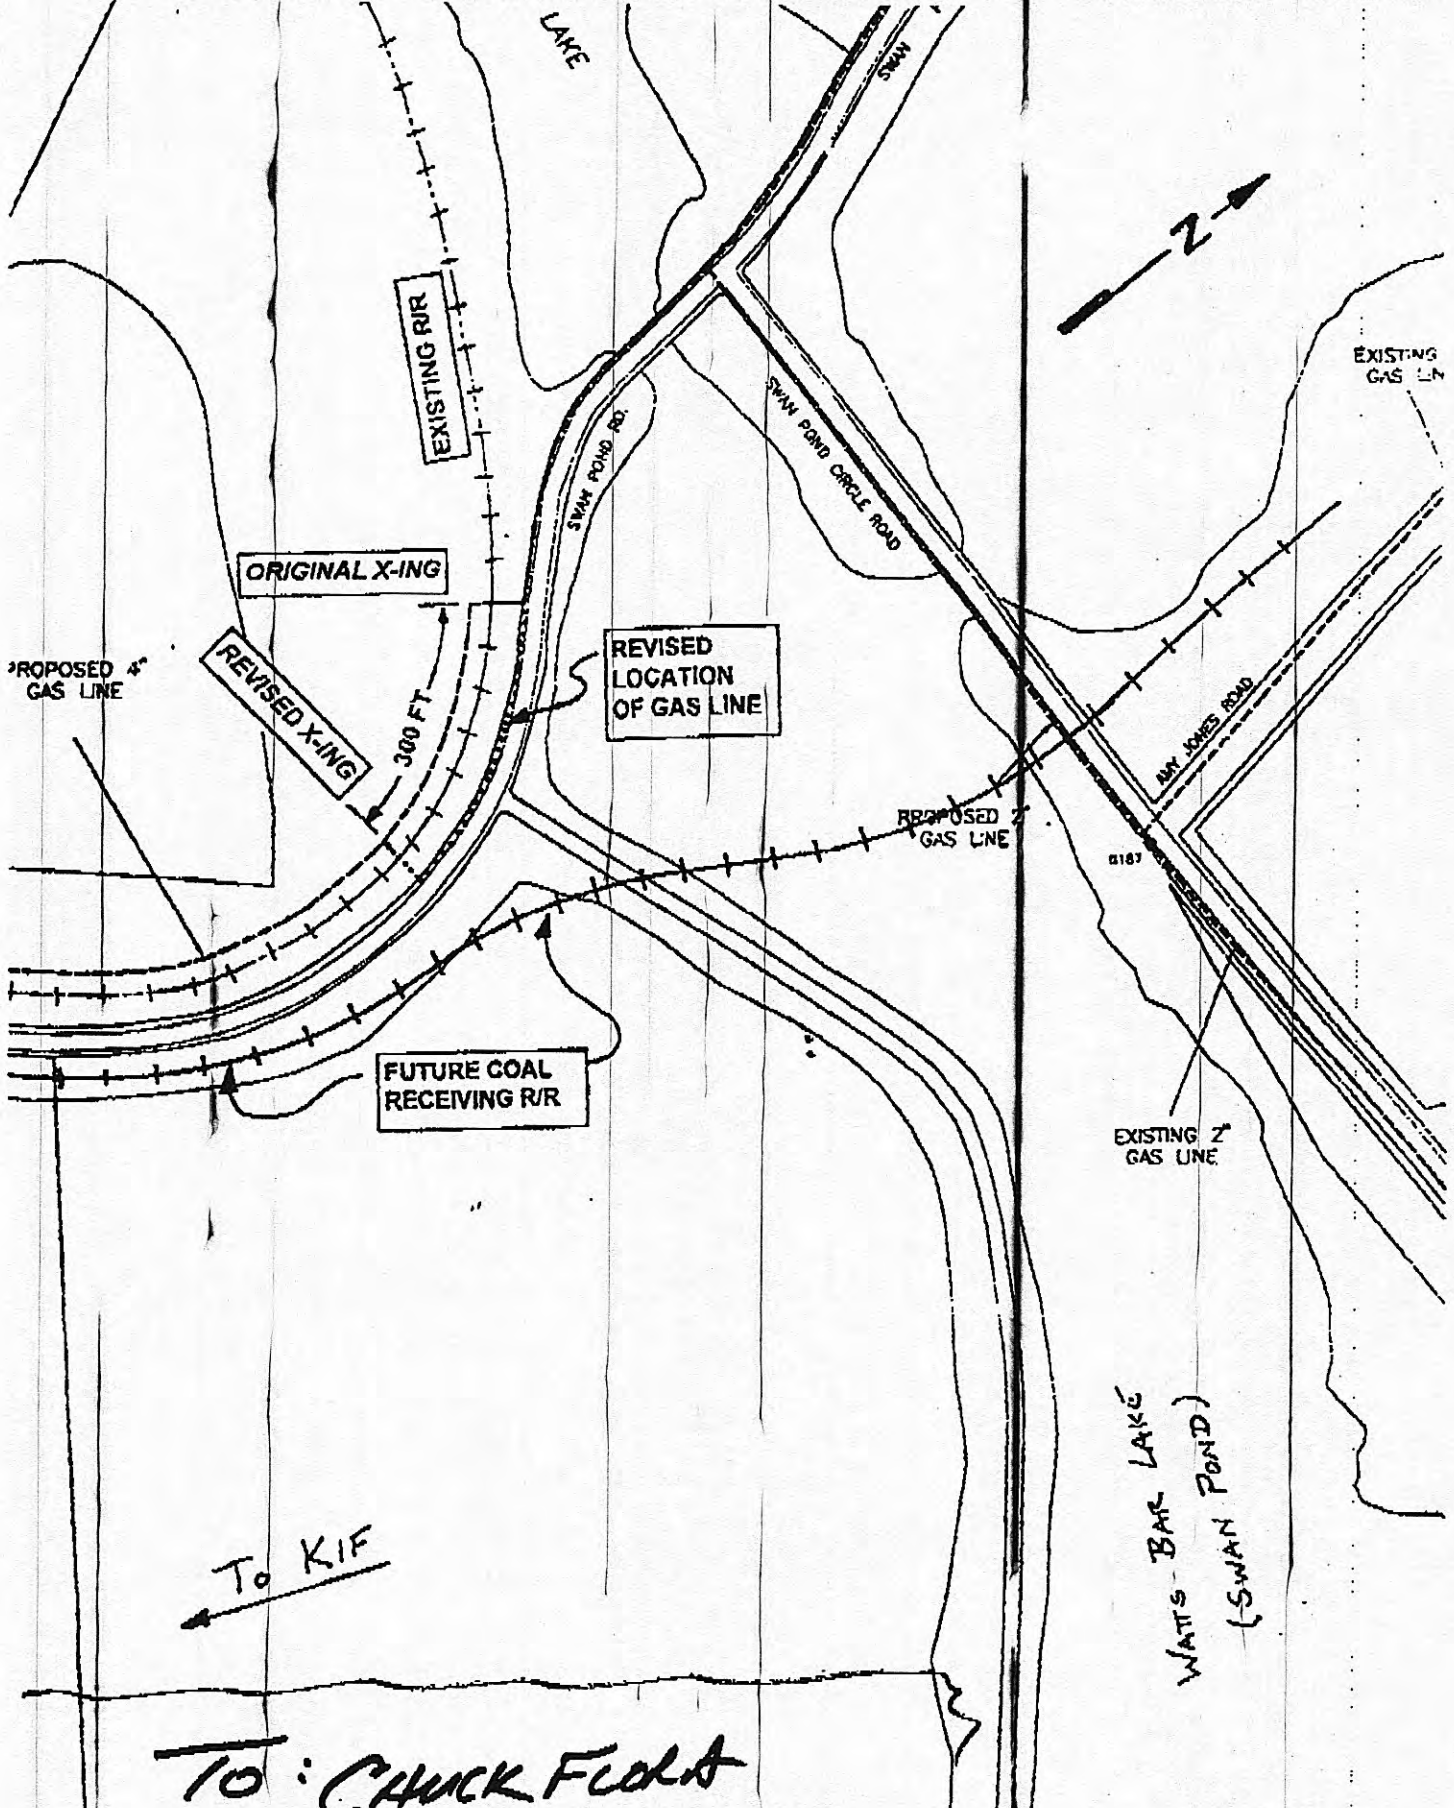 LAKE
SWAN
N
EXISTING R/R
EXISTING
GAS LN
SWAN POND RD.
SWAN POND CIRCLE ROAD
ORIGINAL X-ING
REVISED X-ING
300 FT
PROPOSED 4"
GAS LINE
REVISED
LOCATION
OF GAS LINE
AMY JONES ROAD
PROPOSED 2"
GAS LINE
FUTURE COAL
RECEIVING R/R
EXISTING 2"
GAS LINE
WATTS BAR LAKE
(SWAN POND)
To KIF
TO: CHUCK FLORA